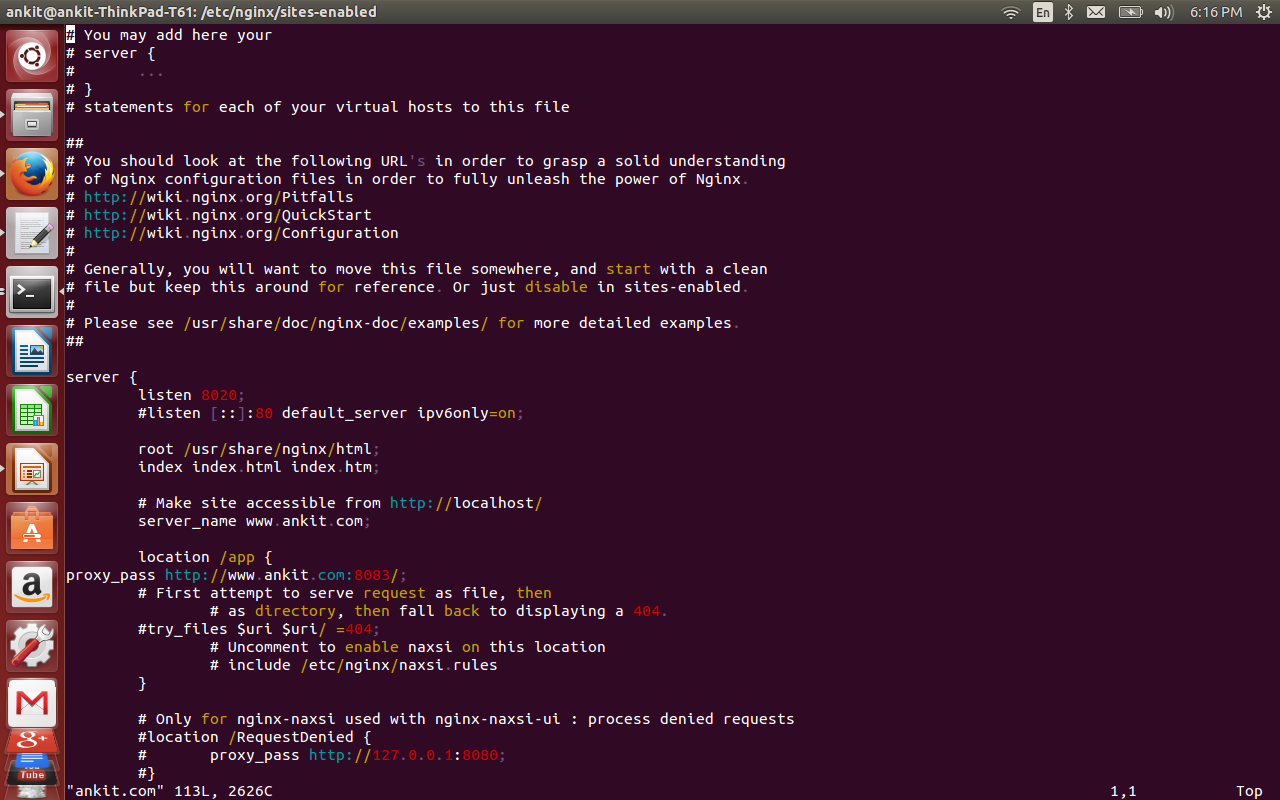 ankit@ankit-ThinkPad-T61: /etc/nginx/sites-enabled
En
6:16 PM
# You may add here your
# server {
#       ...
# }
# statements for each of your virtual hosts to this file
##
# You should look at the following URL's in order to grasp a solid understanding
# of Nginx configuration files in order to fully unleash the power of Nginx.
# http://wiki.nginx.org/Pitfalls
# http://wiki.nginx.org/QuickStart
# http://wiki.nginx.org/Configuration
#
# Generally, you will want to move this file somewhere, and start with a clean
# file but keep this around for reference. Or just disable in sites-enabled.
#
# Please see /usr/share/doc/nginx-doc/examples/ for more detailed examples.
##
server {
        listen 8020;
        #listen [::]:80 default_server ipv6only=on;
        root /usr/share/nginx/html;
        index index.html index.htm;
        # Make site accessible from http://localhost/
        server_name www.ankit.com;
        location /app {
proxy_pass http://www.ankit.com:8083/;
        # First attempt to serve request as file, then
                # as directory, then fall back to displaying a 404.
        #try_files $uri $uri/ =404;
                # Uncomment to enable naxsi on this location
                # include /etc/nginx/naxsi.rules
        }
        # Only for nginx-naxsi used with nginx-naxsi-ui : process denied requests
        #location /RequestDenied {
        #       proxy_pass http://127.0.0.1:8080;
        #}
"ankit.com" 113L, 2626C
1,1
Top
>_
A
a
M
g+
Tube